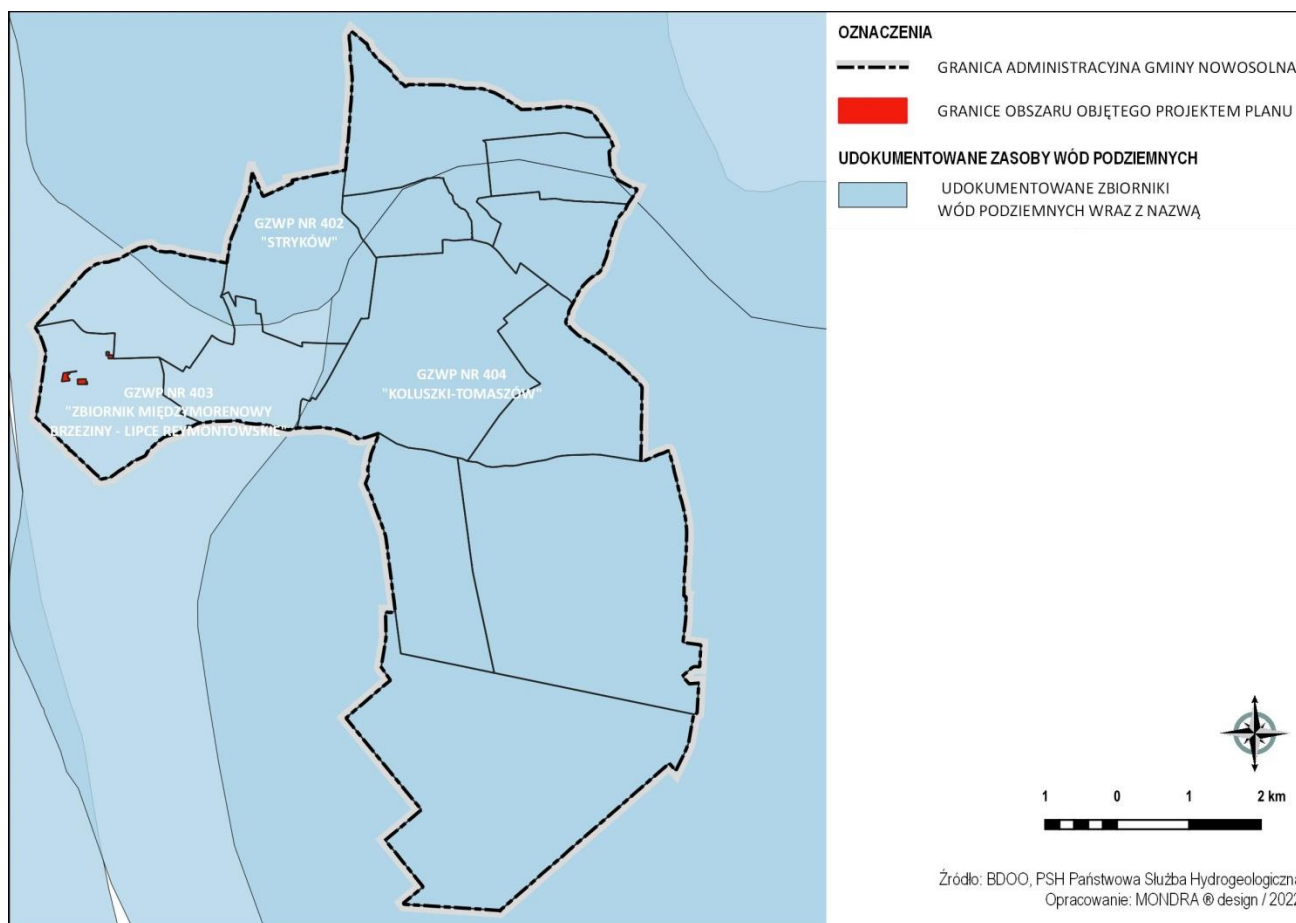 OZNACZENIA
GRANICA ADMINISTRACYJNA GMINY NOWOSOLNA
GRANICE OBSZARU OBJĘTEGO PROJEKTEM PLANU
UDOKUMENTOWANE ZASOBY WÓD PODZIEMNYCH
UDOKUMENTOWANE ZBIORNIKI
WÓD PODZIEMNYCH WRAZ Z NAZWĄ
GZWP NR 402
"STRYKÓW"
GZWP NR 404
"KOLUSZKI-TOMASZÓW"
GZWP NR 403
"ZBIORNIK MIĘDZYMORENOWY
BRZEZINY - LIPCE REYMONTOWSKIE"
1 0 1 2 km
Źródło: BDOO, PSH Państwowa Służba Hydrogeologiczna
Opracowanie: MONDRA ® design / 2022